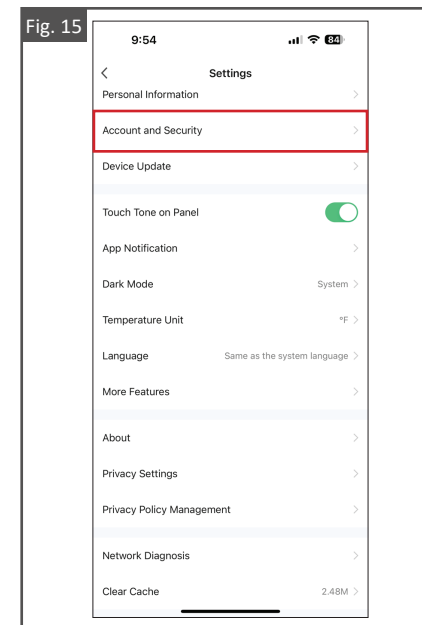 Fig. 15
9:54 84
Settings
Personal Information
Account and Security
Device Update
Touch Tone on Panel
App Notification
Dark Mode System
Temperature Unit °F
Language Same as the system language
More Features
About
Privacy Settings
Privacy Policy Management
Network Diagnosis
Clear Cache 2.48M